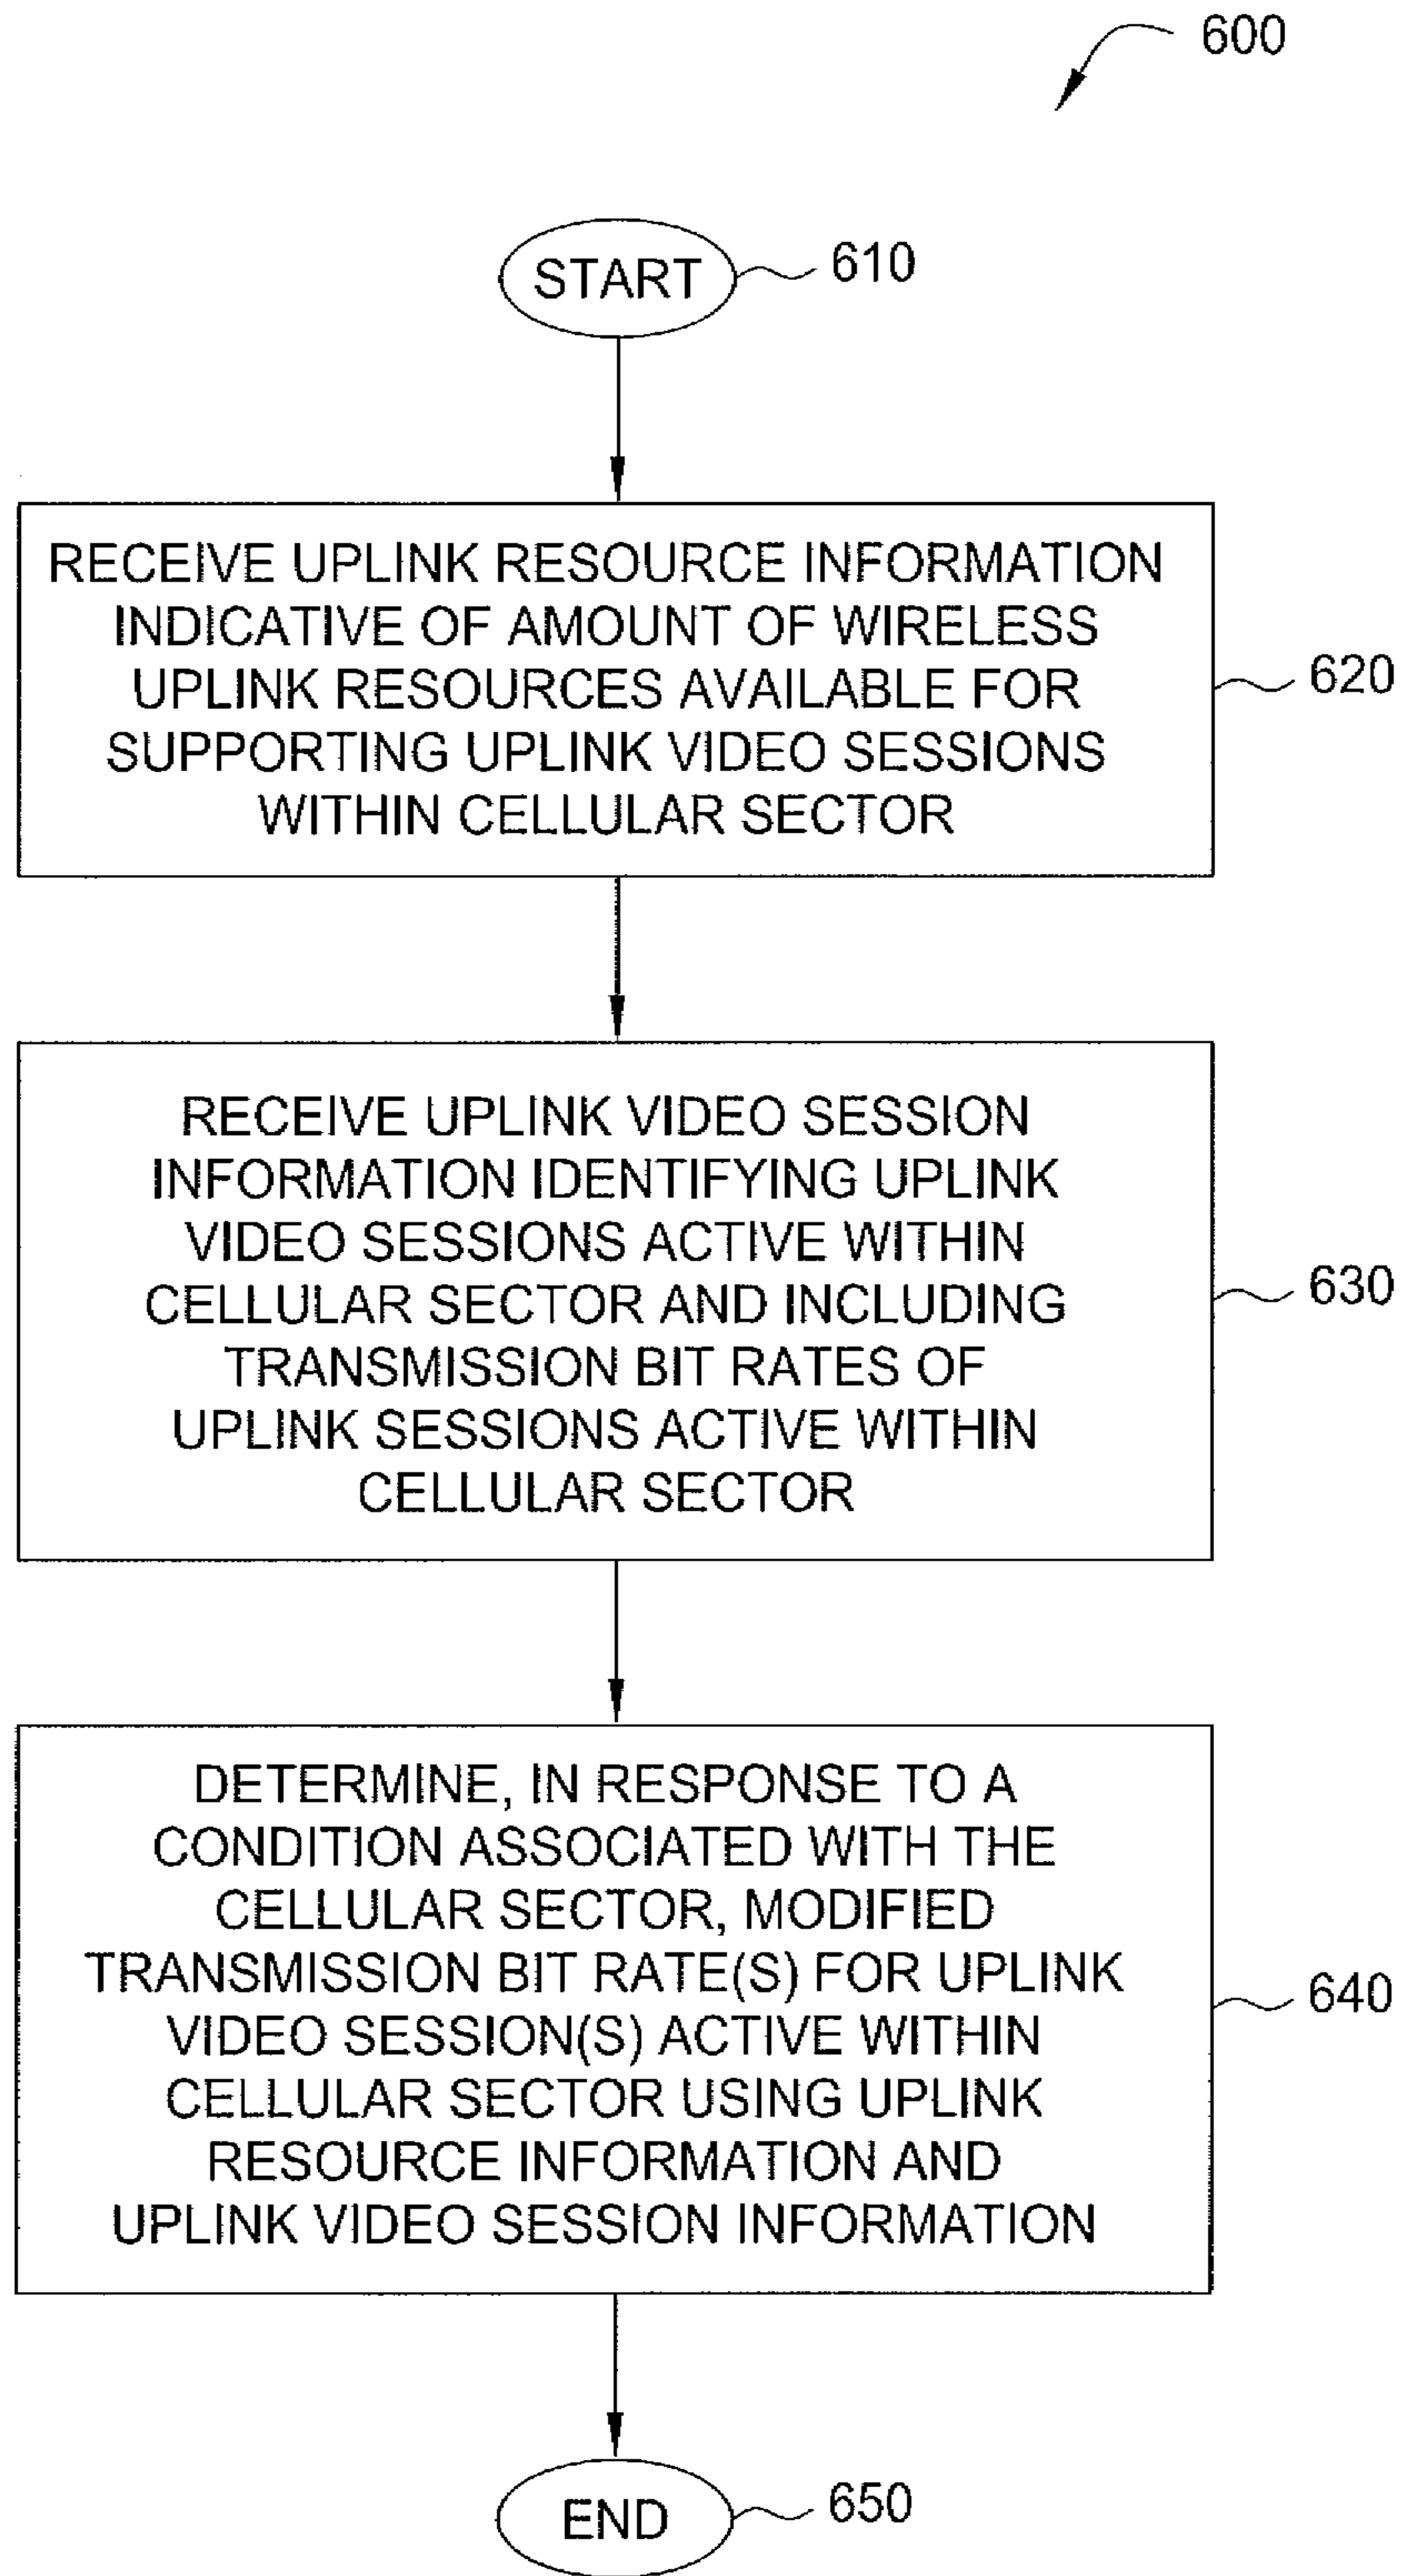 600
START
610
RECEIVE UPLINK RESOURCE INFORMATION
INDICATIVE OF AMOUNT OF WIRELESS
UPLINK RESOURCES AVAILABLE FOR
SUPPORTING UPLINK VIDEO SESSIONS
WITHIN CELLULAR SECTOR
620
RECEIVE UPLINK VIDEO SESSION
INFORMATION IDENTIFYING UPLINK
VIDEO SESSIONS ACTIVE WITHIN
CELLULAR SECTOR AND INCLUDING
TRANSMISSION BIT RATES OF
UPLINK SESSIONS ACTIVE WITHIN
CELLULAR SECTOR
630
DETERMINE, IN RESPONSE TO A
CONDITION ASSOCIATED WITH THE
CELLULAR SECTOR, MODIFIED
TRANSMISSION BIT RATE(S) FOR UPLINK
VIDEO SESSION(S) ACTIVE WITHIN
CELLULAR SECTOR USING UPLINK
RESOURCE INFORMATION AND
UPLINK VIDEO SESSION INFORMATION
640
END
650